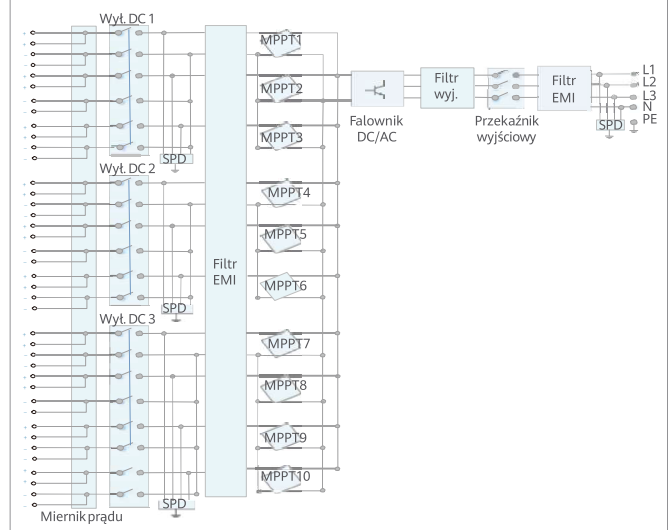 Wył. DC 1
SPD
Wył. DC 2
SPD
Wył. DC 3
SPD
Miernik prądu
Filtr
EMI
MPPT1
MPPT2
MPPT3
MPPT4
MPPT5
MPPT6
MPPT7
MPPT8
MPPT9
MPPT10
Falownik
DC/AC
Filtr
wyj.
Przekaźnik
wyjściowy
Filtr
EMI
SPD
L1
L2
L3
N
PE